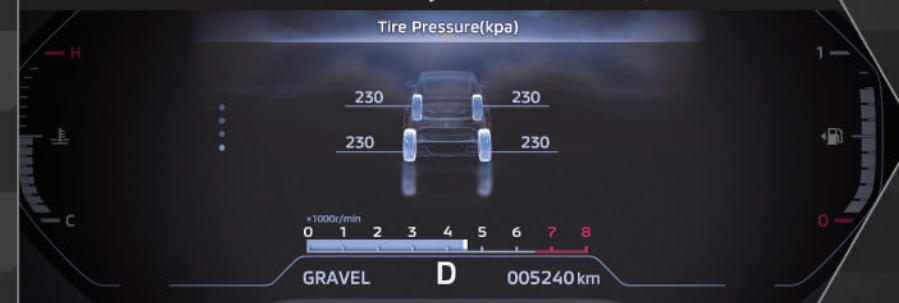 Tire Pressure(kpa)
H
1
230 230
230 230
C
0
×1000r/min
0 1 2 3 4 5 6 7 8
GRAVEL D 005240km